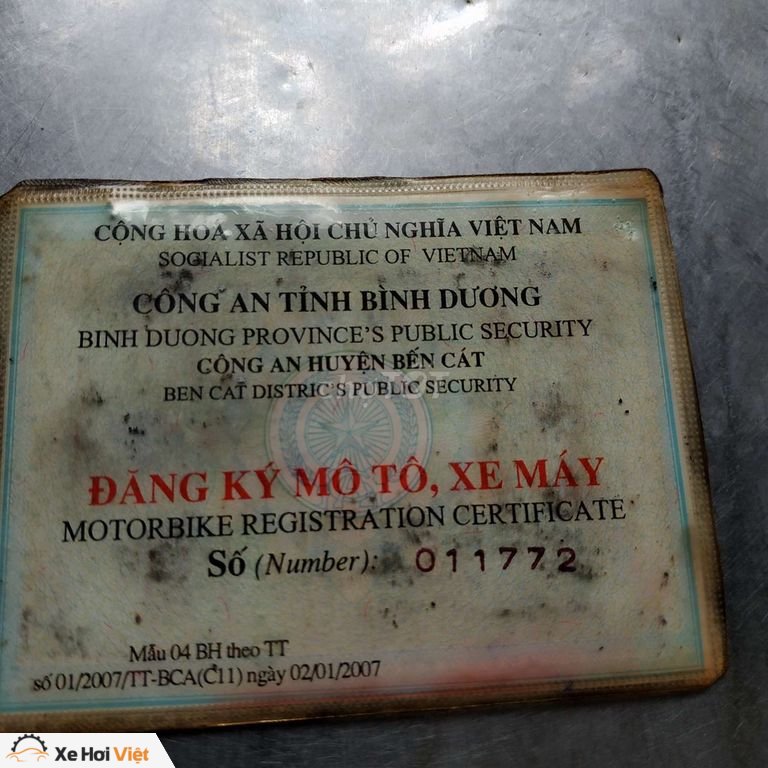 CỘNG HOA XÃ HỘI CHỦ NGHĨA VIỆT NAM
SOCIALIST REPUBLIC OF VIETNAM
CÔNG AN TỈNH BÌNH DƯƠNG
BINH DUONG PROVINCE'S PUBLIC SECURITY
CÔNG AN HUYỆN BẾN CÁT
BEN CAT DISTRIC'S PUBLIC SECURITY
ĐĂNG KÝ MÔ TÔ, XE MÁY
MOTORBIKE REGISTRATION CERTIFICATE
Số (Number): 011772
Mẫu 04 BH theo TT
số 01/2007/TT-BCA(C11) ngày 02/01/2007
Xe Hơi Việt